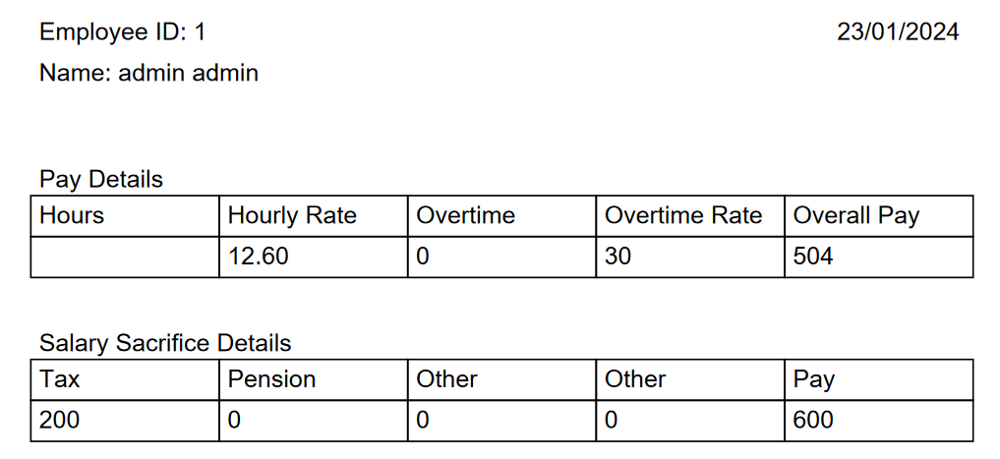 Employee ID: 1 23/01/2024
Name: admin admin
Pay Details
Hours Hourly Rate Overtime Overtime Rate Overall Pay
12.60 0 30 504
Salary Sacrifice Details
Tax Pension Other Other Pay
200 0 0 0 600